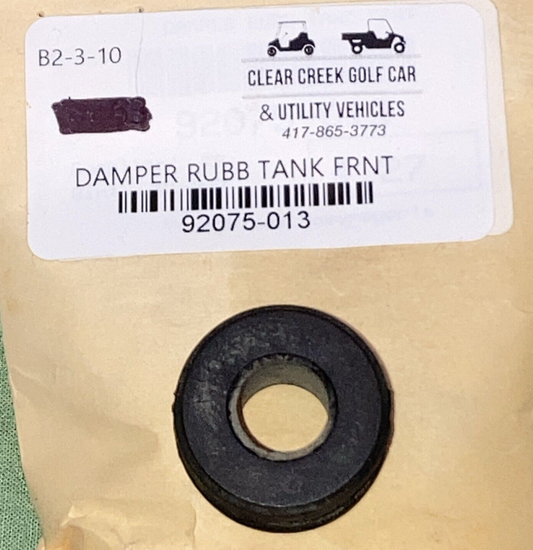 B2-3-10
CLEAR CREEK GOLF CAR
& UTILITY VEHICLES
417-865-3773
DAMPER RUBB TANK FRNT
92075-013